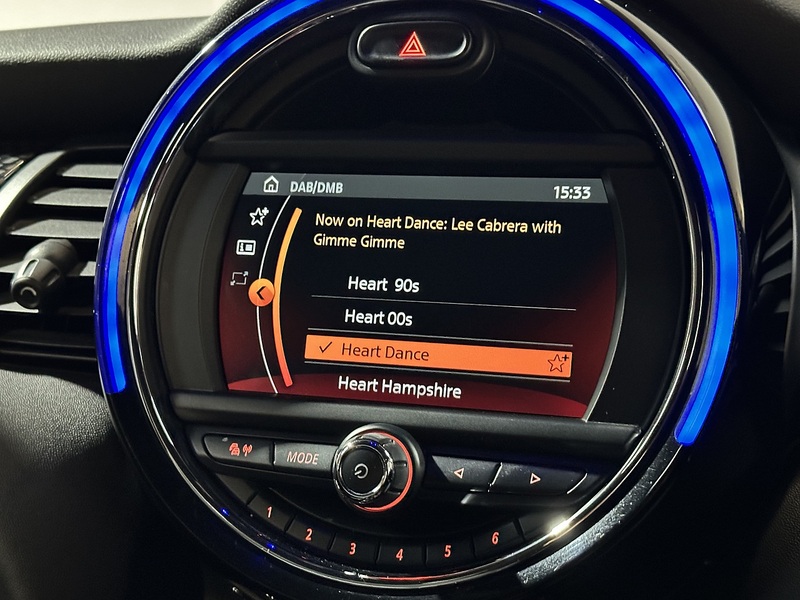 DAB/DMB 15:33
Now on Heart Dance: Lee Cabrera with
Gimme Gimme
Heart 90s
Heart 00s
Heart Dance
Heart Hampshire
MODE
1 2 3 4 5 6